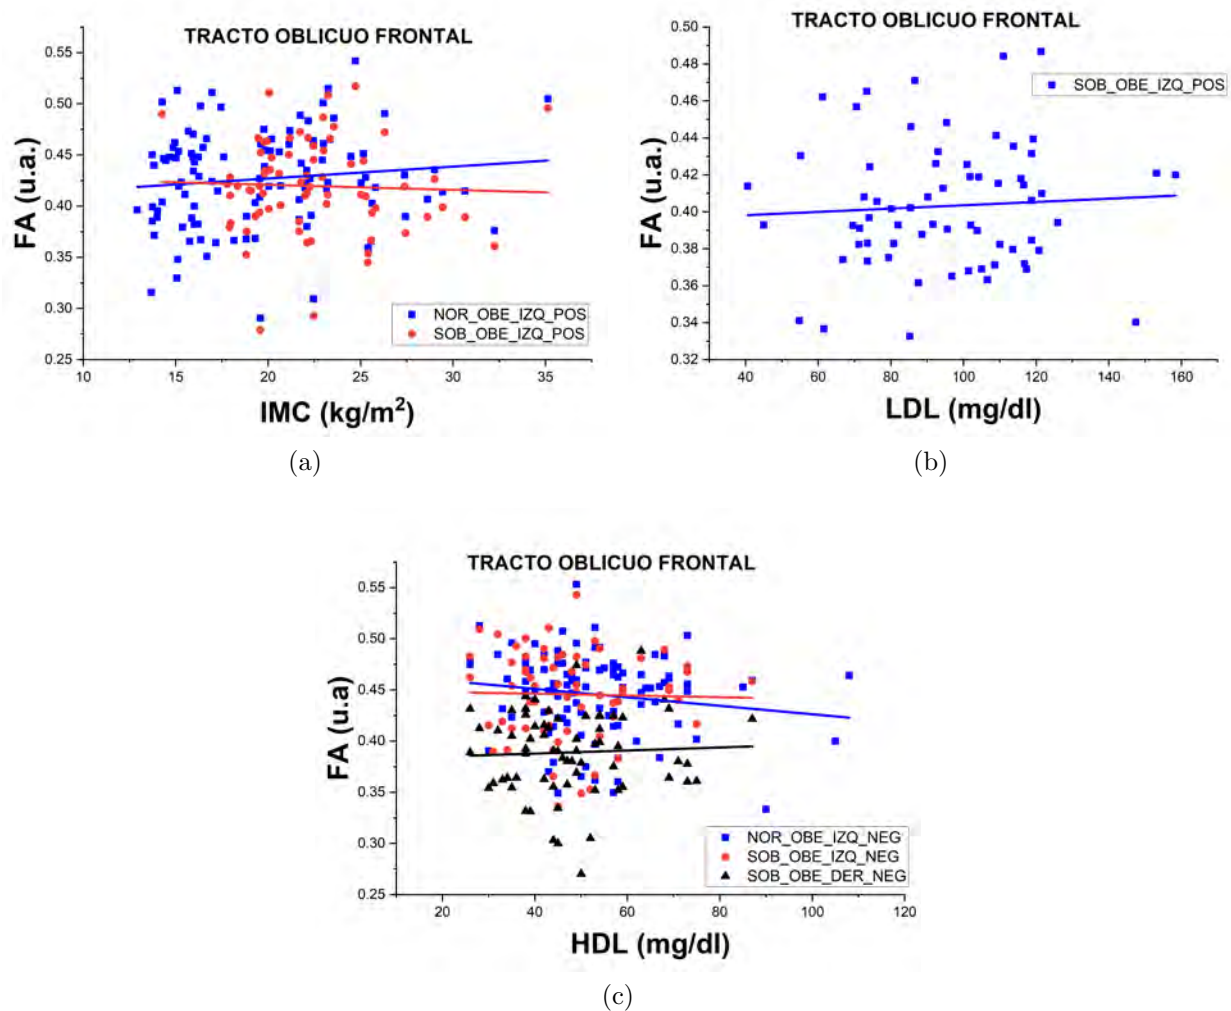 TRACTO OBLICUO FRONTAL
FA (u.a.)
0.55
0.50
0.45
0.40
0.35
0.30
0.25
NOR_OBE_IZQ_POS
SOB_OBE_IZQ_POS
10 15 20 25 30 35
IMC (kg/m²)
(a)
TRACTO OBLICUO FRONTAL
FA (u.a.)
0.50
0.48
0.46
0.44
0.42
0.40
0.38
0.36
0.34
0.32
SOB_OBE_IZQ_POS
40 60 80 100 120 140 160
LDL (mg/dl)
(b)
TRACTO OBLICUO FRONTAL
FA (u.a)
0.55
0.50
0.45
0.40
0.35
0.30
0.25
NOR_OBE_IZQ_NEG
SOB_OBE_IZQ_NEG
SOB_OBE_DER_NEG
20 40 60 80 100 120
HDL (mg/dl)
(c)